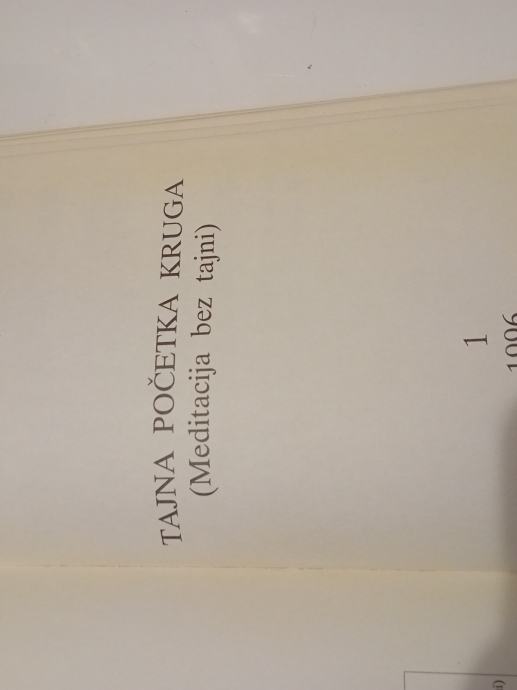 TAJNA POČETKA KRUGA
(Meditacija bez tajni)
1